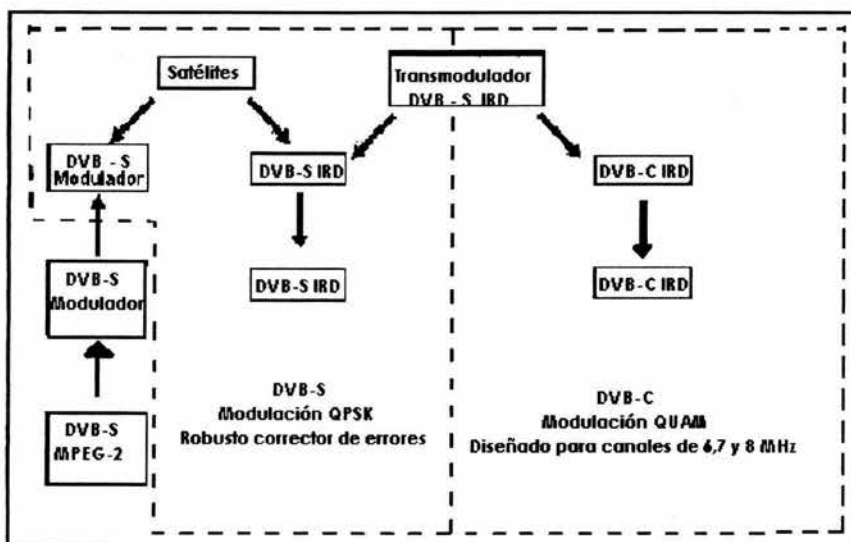 Satélites
Transmodulador
DVB - S IRD
DVB - S
Modulador
DVB-S IRD
DVB-C IRD
DVB-S
Modulador
DVB-S IRD
DVB-C IRD
DVB-S
MPEG-2
DVB-S
Modulación QPSK
Robusto corrector de errores
DVB-C
Modulación QUAM
Diseñado para canales de 6,7 y 8 MHz